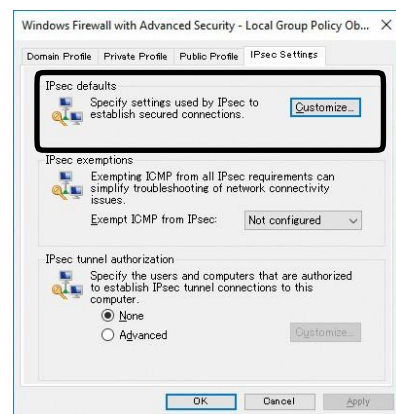 Windows Firewall with Advanced Security - Local Group Policy Ob...
Domain Profile Private Profile Public Profile IPsec Settings
IPsec defaults
Specify settings used by IPsec to
establish secured connections.
Customize...
IPsec exemptions
Exempting ICMP from all IPsec requirements can
simplify troubleshooting of network connectivity
issues.
Exempt ICMP from IPsec: Not configured
IPsec tunnel authorization
Specify the users and computers that are authorized
to establish IPsec tunnel connections to this
computer.
None
Advanced
Customize...
OK Cancel Apply